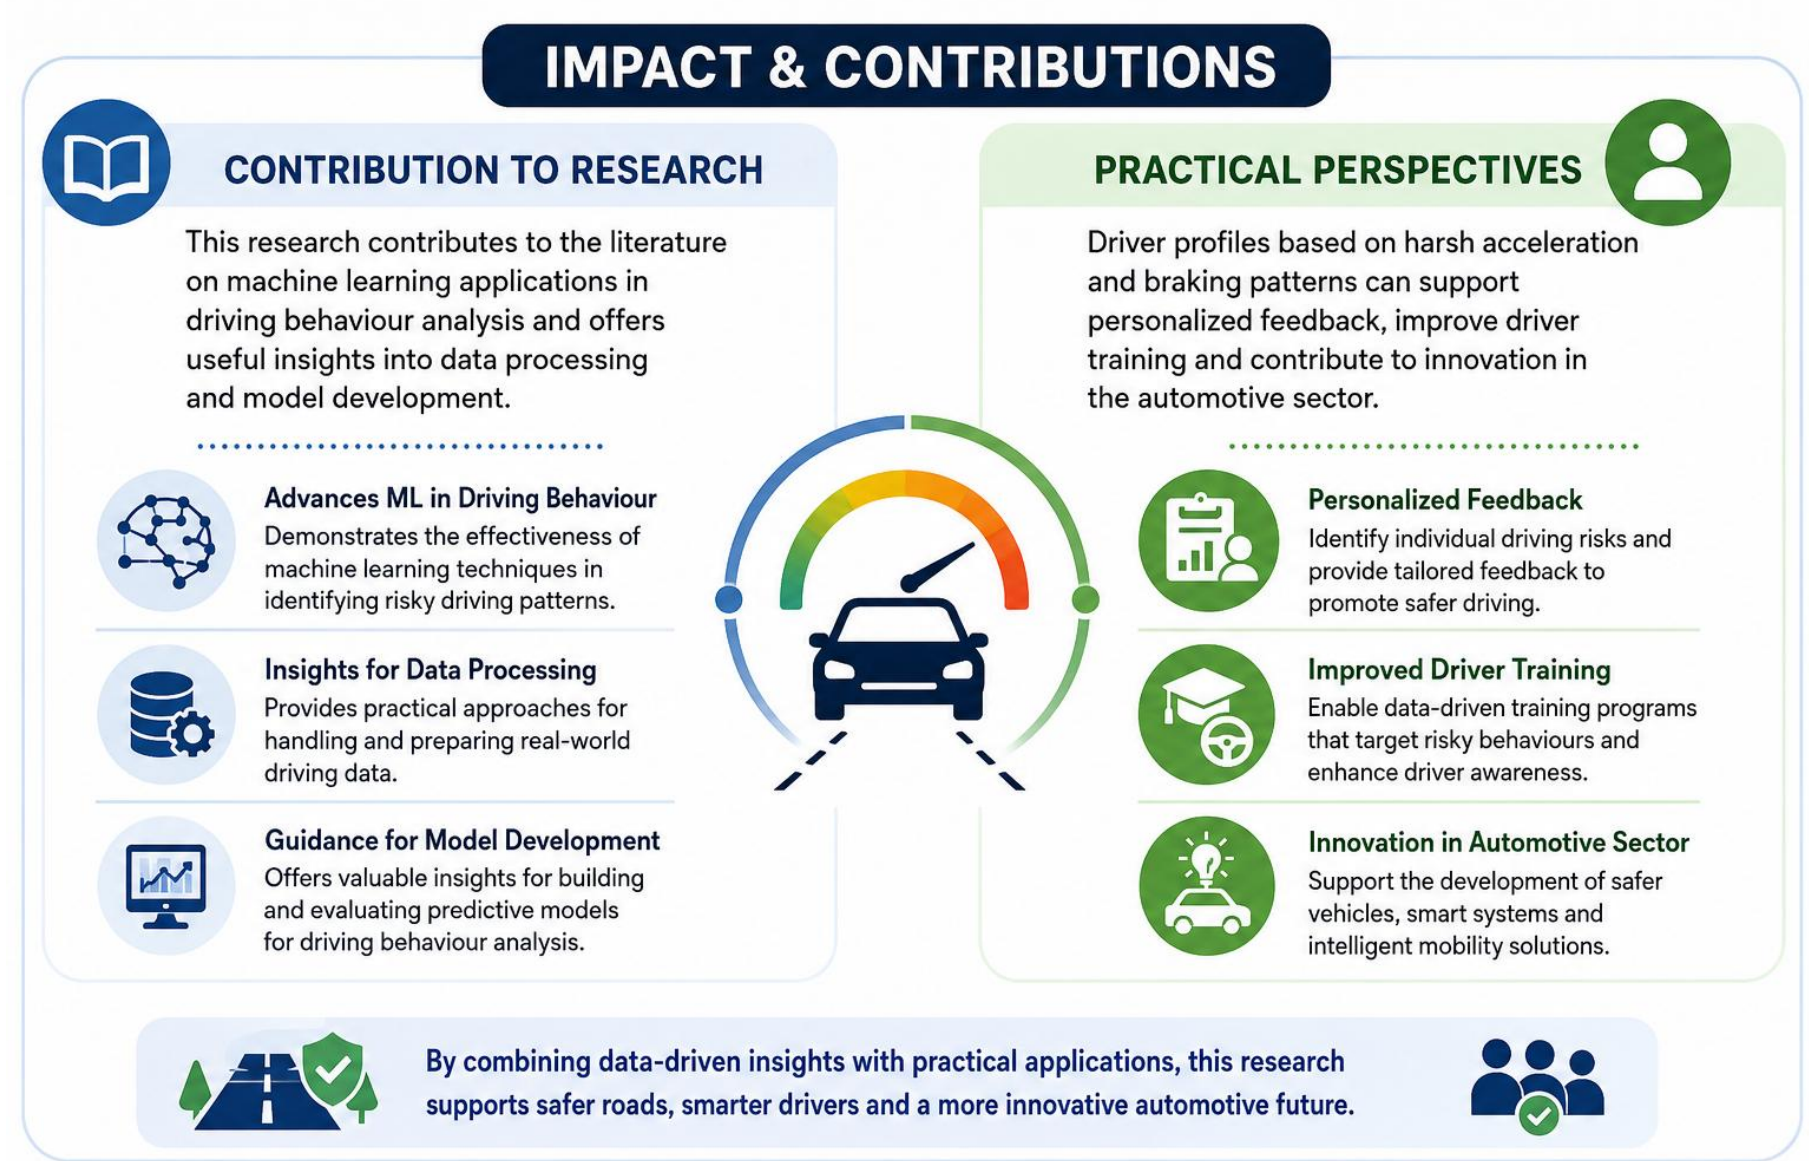 IMPACT & CONTRIBUTIONS
CONTRIBUTION TO RESEARCH
This research contributes to the literature
on machine learning applications in
driving behaviour analysis and offers
useful insights into data processing
and model development.
Advances ML in Driving Behaviour
Demonstrates the effectiveness of
machine learning techniques in
identifying risky driving patterns.
Insights for Data Processing
Provides practical approaches for
handling and preparing real-world
driving data.
Guidance for Model Development
Offers valuable insights for building
and evaluating predictive models
for driving behaviour analysis.
PRACTICAL PERSPECTIVES
Driver profiles based on harsh acceleration
and braking patterns can support
personalized feedback, improve driver
training and contribute to innovation in
the automotive sector.
Personalized Feedback
Identify individual driving risks and
provide tailored feedback to
promote safer driving.
Improved Driver Training
Enable data-driven training programs
that target risky behaviours and
enhance driver awareness.
Innovation in Automotive Sector
Support the development of safer
vehicles, smart systems and
intelligent mobility solutions.
By combining data-driven insights with practical applications, this research
supports safer roads, smarter drivers and a more innovative automotive future.